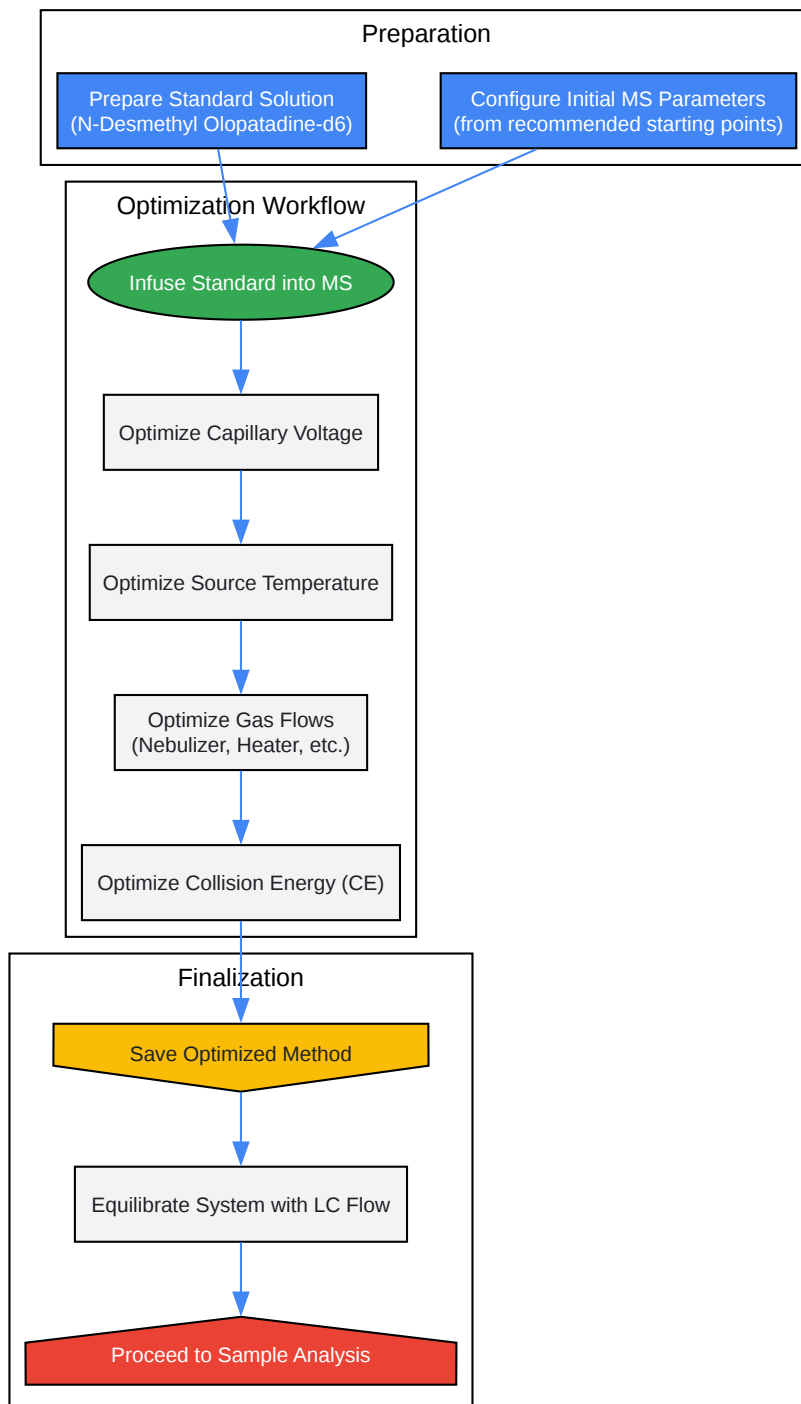 Preparation
Prepare Standard Solution
(N-Desmethyl Olopatadine-d6)
Configure Initial MS Parameters
(from recommended starting points)
Optimization Workflow
Infuse Standard into MS
Optimize Capillary Voltage
Optimize Source Temperature
Optimize Gas Flows
(Nebulizer, Heater, etc.)
Optimize Collision Energy (CE)
Finalization
Save Optimized Method
Equilibrate System with LC Flow
Proceed to Sample Analysis